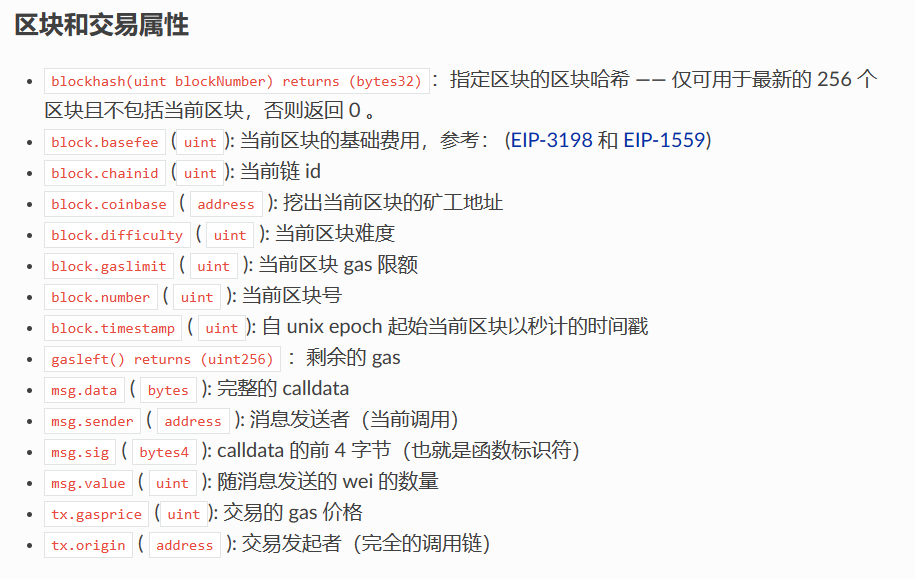 区块和交易属性
blockhash(uint blockNumber) returns (bytes32) ：指定区块的区块哈希 —— 仅可用于最新的 256 个
区块且不包括当前区块，否则返回 0 。
block.basefee (uint): 当前区块的基础费用，参考： (EIP-3198 和 EIP-1559)
block.chainid (uint): 当前链 id
block.coinbase ( address ): 挖出当前区块的矿工地址
block.difficulty ( uint ): 当前区块难度
block.gaslimit ( uint ): 当前区块 gas 限额
block.number ( uint ): 当前区块号
block.timestamp ( uint): 自 unix epoch 起始当前区块以秒计的时间戳
gasleft() returns (uint256) ：剩余的 gas
msg.data ( bytes ): 完整的 calldata
msg.sender ( address ): 消息发送者（当前调用）
msg.sig ( bytes4 ): calldata 的前 4 字节（也就是函数标识符）
msg.value ( uint ): 随消息发送的 wei 的数量
tx.gasprice (uint): 交易的 gas 价格
tx.origin ( address ): 交易发起者（完全的调用链）